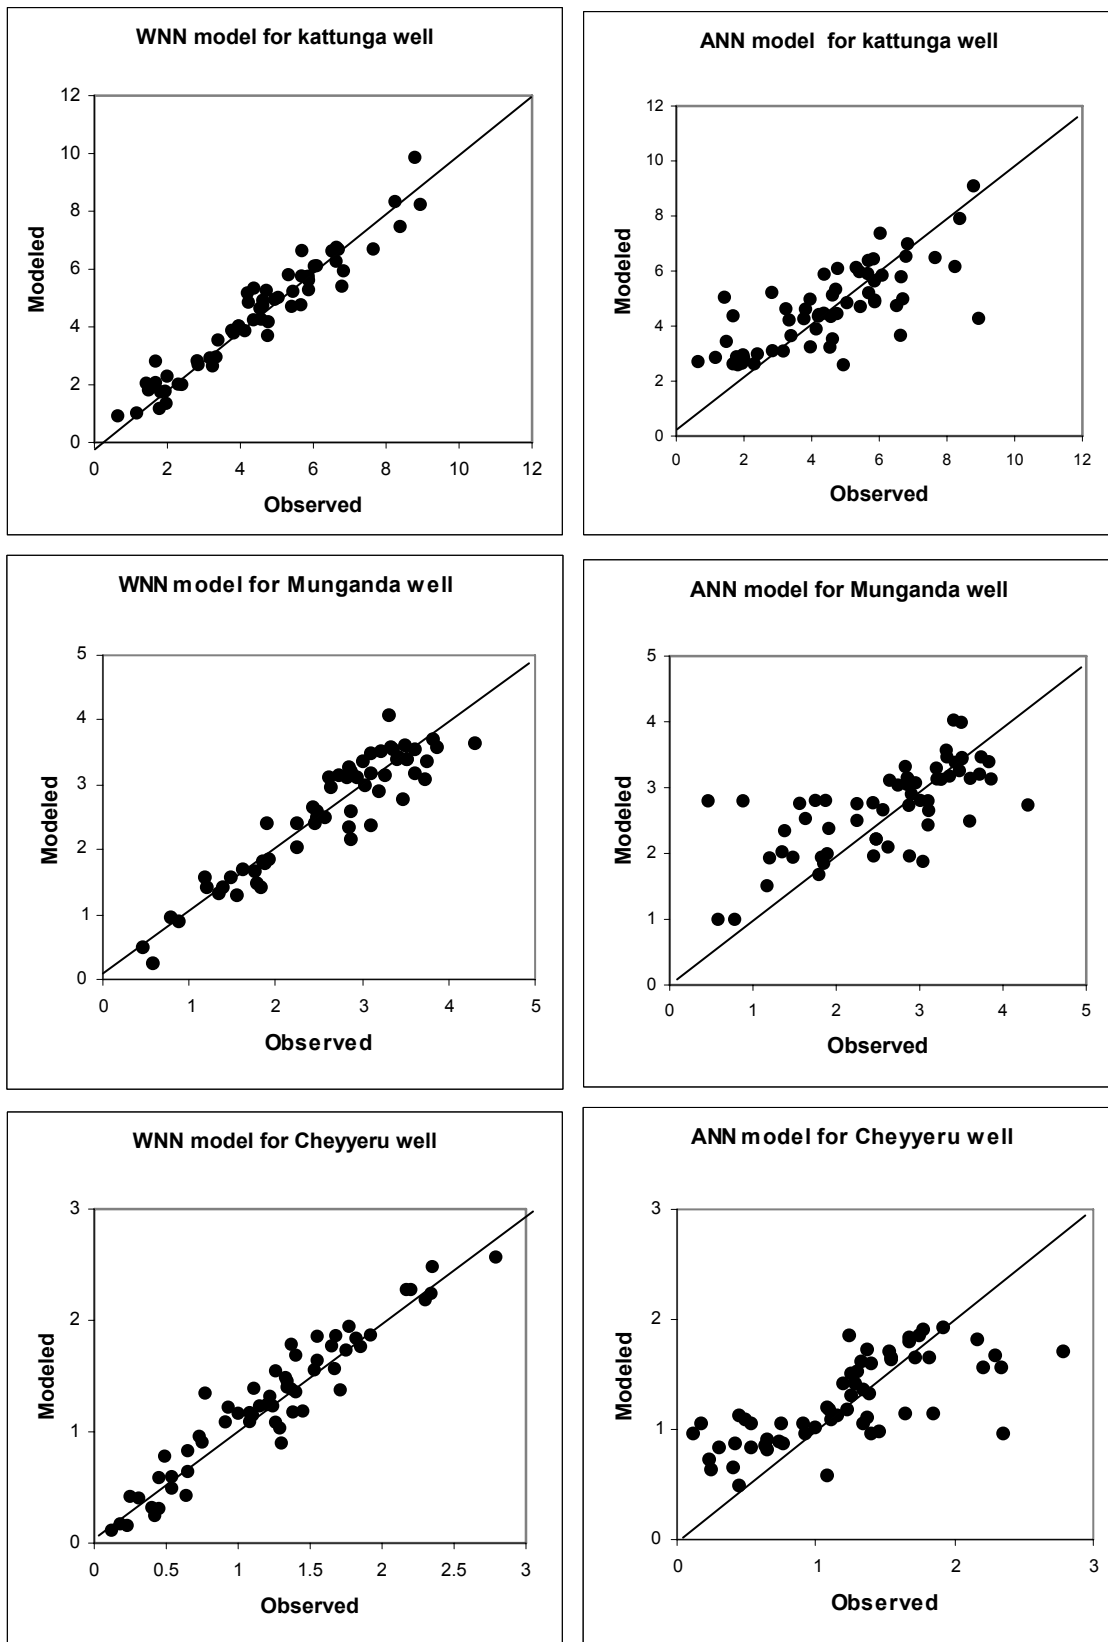 WNN model for kattunga well
12
10
8
6
4
2
0
0 2 4 6 8 10 12
Modeled
Observed
ANN model for kattunga well
12
10
8
6
4
2
0
0 2 4 6 8 10 12
Modeled
Observed
WNN model for Munganda well
5
4
3
2
1
0
0 1 2 3 4 5
Modeled
Observed
ANN model for Munganda well
5
4
3
2
1
0
0 1 2 3 4 5
Modeled
Observed
WNN model for Cheyyeru well
3
2
1
0
0 0.5 1 1.5 2 2.5 3
Modeled
Observed
ANN model for Cheyyeru well
3
2
1
0
0 1 2 3
Modeled
Observed